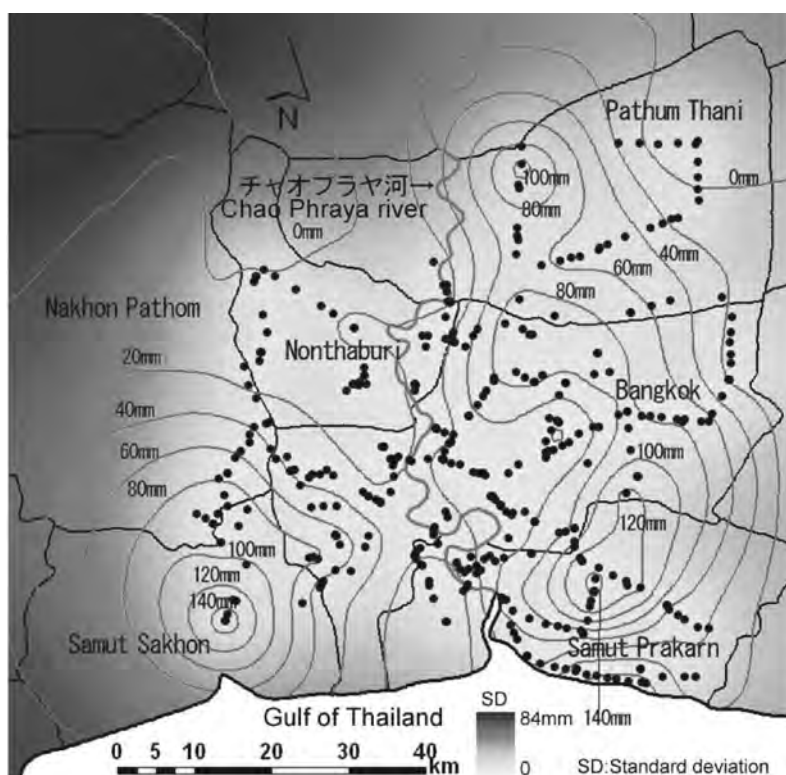 Pathum Thani
N
100mm
チャオフラヤ河→
0mm
Chao Phraya river
80mm
0mm
40mm
60mm
Nakhon Pathom
80mm
20mm
Nonthaburi
Bangkok
40mm
60mm
100mm
80mm
120mm
100mm
120mm
140mm
Samut Sakhon
Samut Prakarn
SD
Gulf of Thailand
84mm
140mm
0 5 10 20 30 40
km
0
SD:Standard deviation